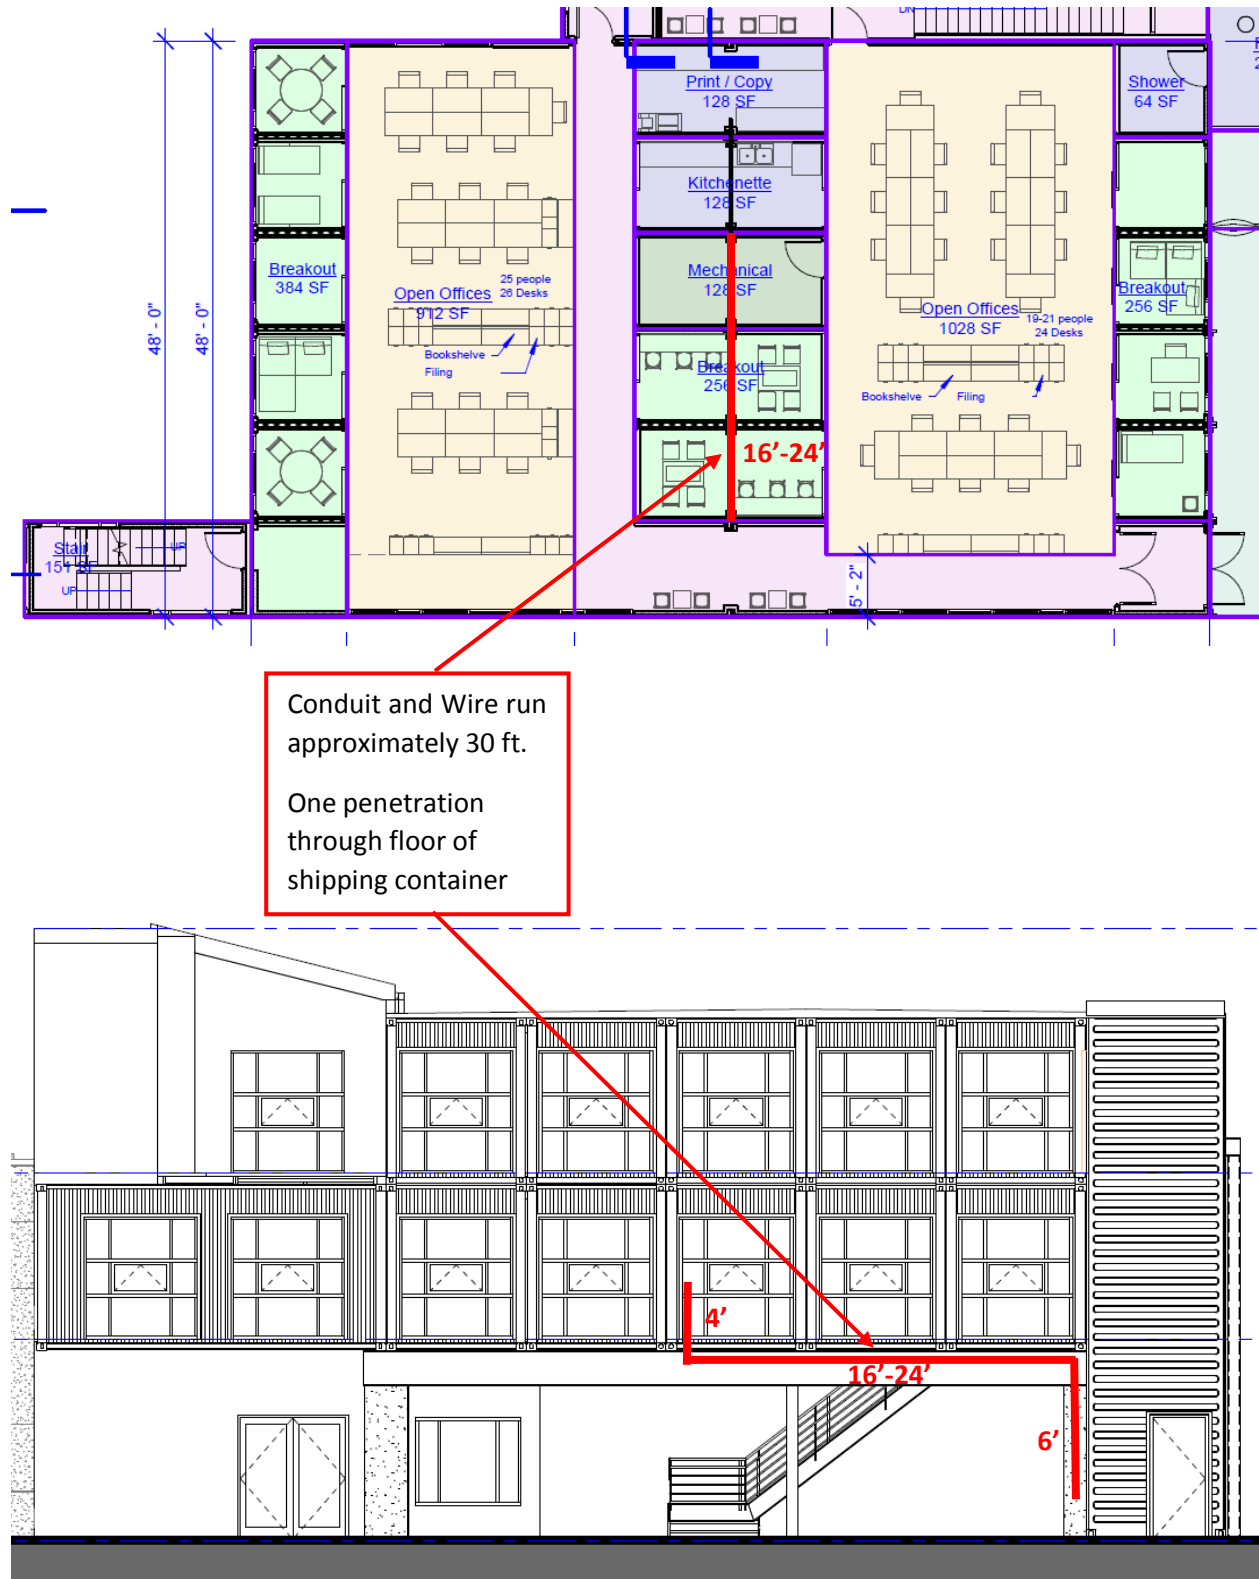 DN
Print / Copy
128 SF
Shower
64 SF
Kitchenette
128 SF
Breakout
384 SF
Mechanical
128 SF
Breakout
256 SF
25 people
26 Desks
Open Offices
912 SF
Open Offices
1028 SF
19-21 people
24 Desks
48' - 0"
48' - 0"
Bookshelve
Filing
Breakout
256 SF
Bookshelve
Filing
16’-24’
Stair
151 SF
UP
UP
5' - 2"
Conduit and Wire run
approximately 30 ft.
One penetration
through floor of
shipping container
4’
16’-24’
6’